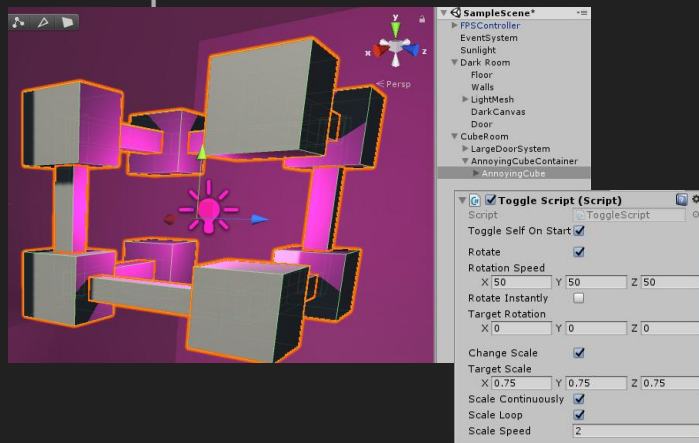 y
x
z
Persp
SampleScene*
FPSController
EventSystem
Sunlight
Dark Room
Floor
Walls
LightMesh
DarkCanvas
Door
CubeRoom
LargeDoorSystem
AnnoyingCubeContainer
AnnoyingCube
Toggle Script (Script)
Script ToggleScript
Toggle Self On Start
Rotate
Rotation Speed
X 50 Y 50 Z 50
Rotate Instantly
Target Rotation
X 0 Y 0 Z 0
Change Scale
Target Scale
X 0.75 Y 0.75 Z 0.75
Scale Continuously
Scale Loop
Scale Speed 2